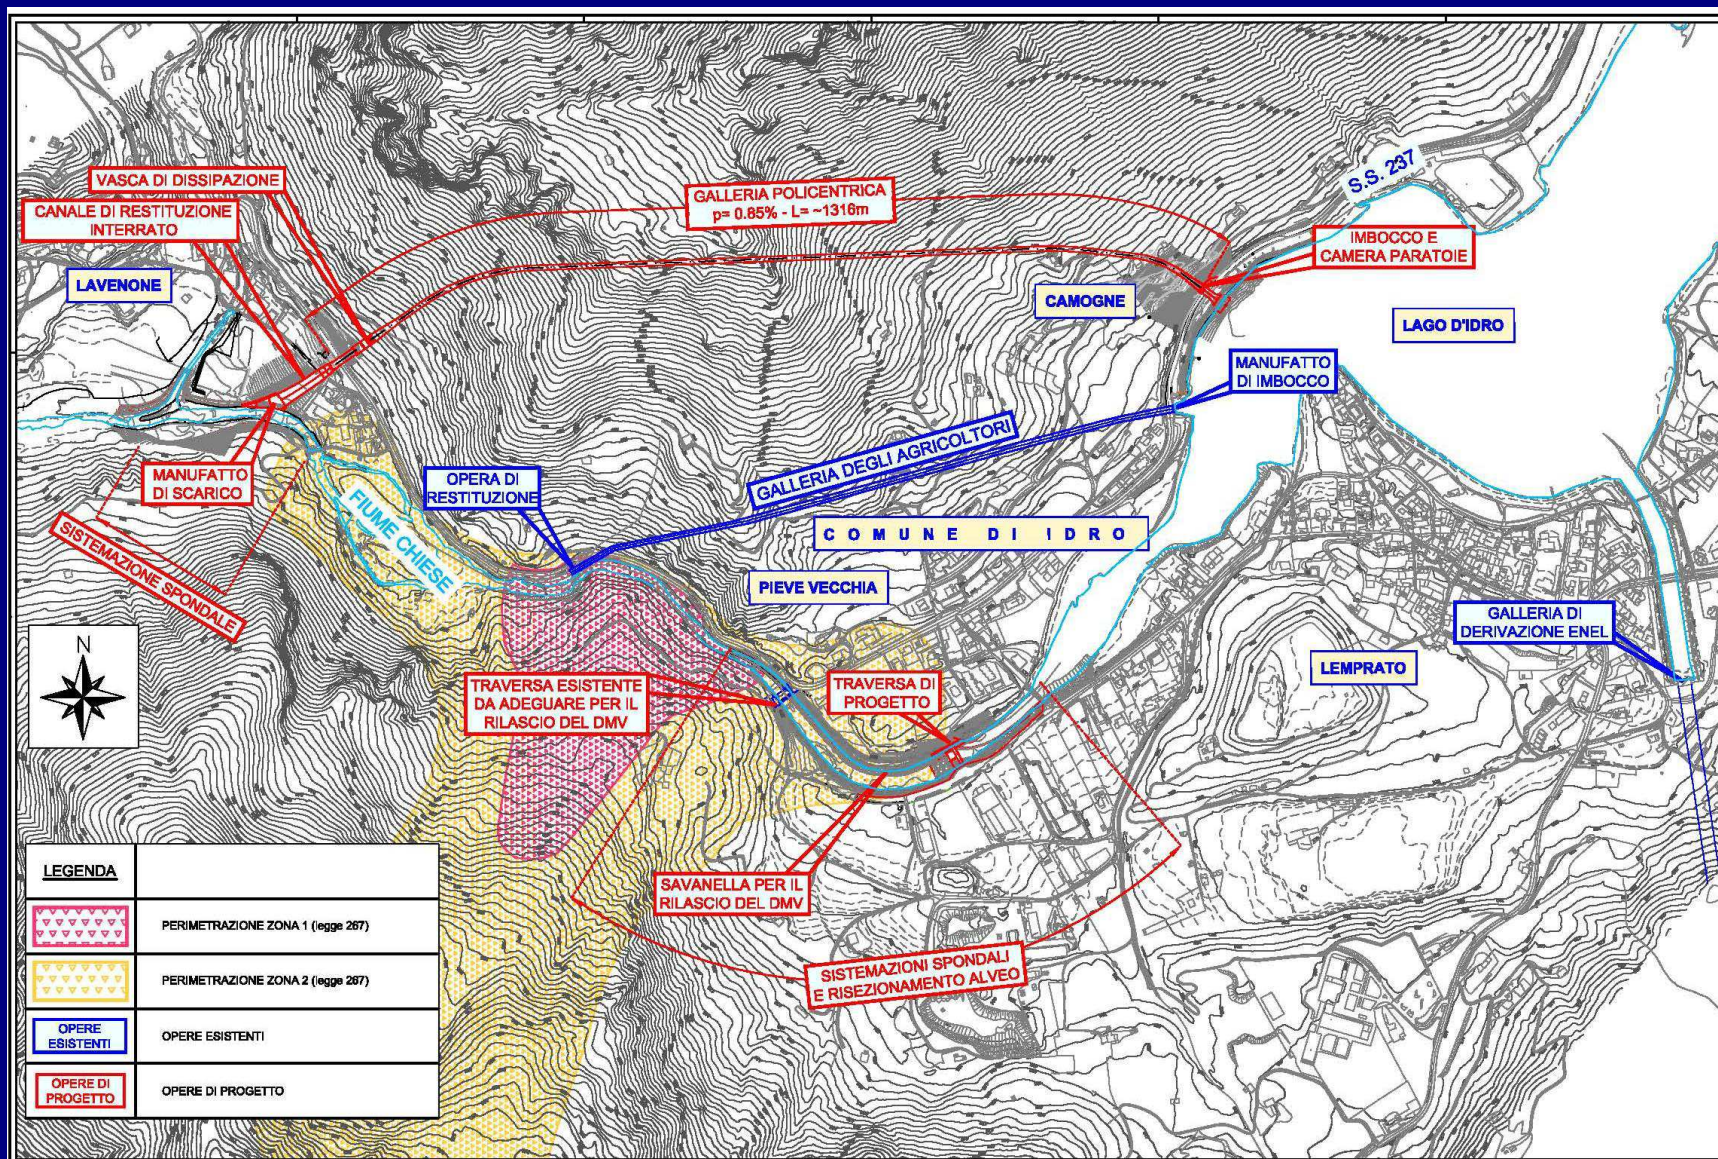 S.S. 237
VASCA DI DISSIPAZIONE
CANALE DI RESTITUZIONE
INTERRATO
LAVENONE
GALLERIA POLICENTRICA
p= 0.85% - L= ~1316m
IMBOCCO E
CAMERA PARATOIE
CAMOGNE
LAGO D'IDRO
MANUFATTO
DI IMBOCCO
MANUFATTO
DI SCARICO
SISTEMAZIONE SPONDALE
FIUME CHIESE
OPERA DI
RESTITUZIONE
GALLERIA DEGLI AGRICOLTORI
COMUNE DI IDRO
PIEVE VECCHIA
GALLERIA DI
DERIVAZIONE ENEL
LEMPRATO
N
TRAVERSA ESISTENTE
DA ADEGUARE PER IL
RILASCIO DEL DMV
TRAVERSA DI
PROGETTO
SAVANELLA PER IL
RILASCIO DEL DMV
SISTEMAZIONI SPONDALI
E RISEZIONAMENTO ALVEO
LEGENDA
PERIMETRAZIONE ZONA 1 (legge 267)
PERIMETRAZIONE ZONA 2 (legge 267)
OPERE
ESISTENTI
OPERE ESISTENTI
OPERE DI
PROGETTO
OPERE DI PROGETTO